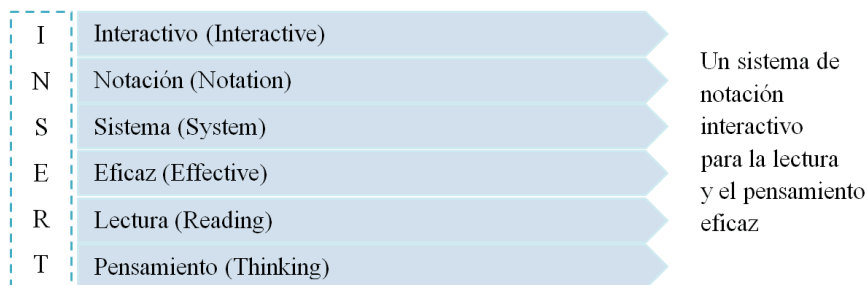 I Interactivo (Interactive)
N Notación (Notation)
S Sistema (System)
E Eficaz (Effective)
R Lectura (Reading)
T Pensamiento (Thinking)
Un sistema de
notación
interactivo
para la lectura
y el pensamiento
eficaz